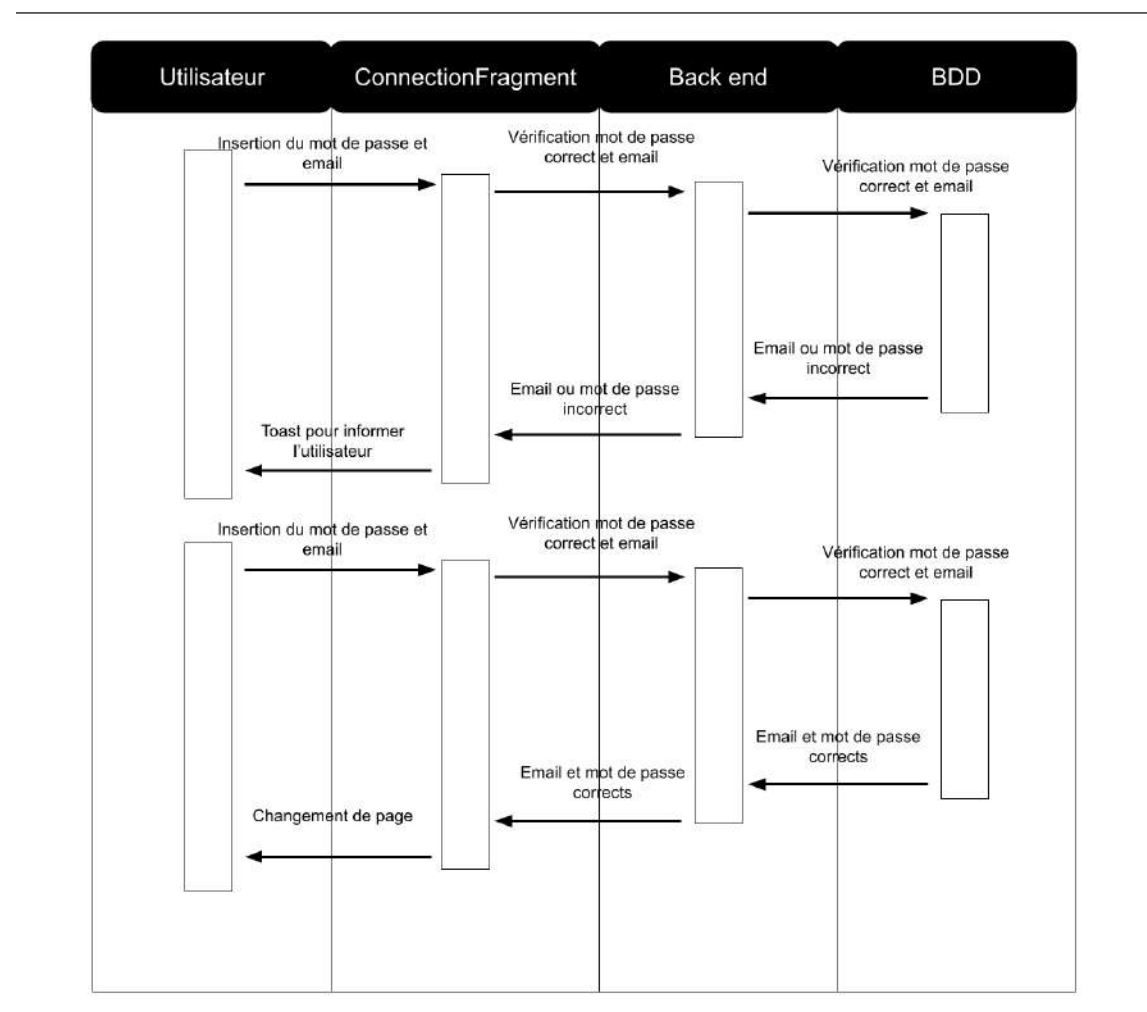 Utilisateur
ConnectionFragment
Back end
BDD
Insertion du mot de passe et
email
Vérification mot de passe
correct et email
Vérification mot de passe
correct et email
Email ou mot de passe
incorrect
Email ou mot de passe
incorrect
Toast pour informer
l'utilisateur
Insertion du mot de passe et
email
Vérification mot de passe
correct et email
Vérification mot de passe
correct et email
Email et mot de passe
corrects
Email et mot de passe
corrects
Changement de page